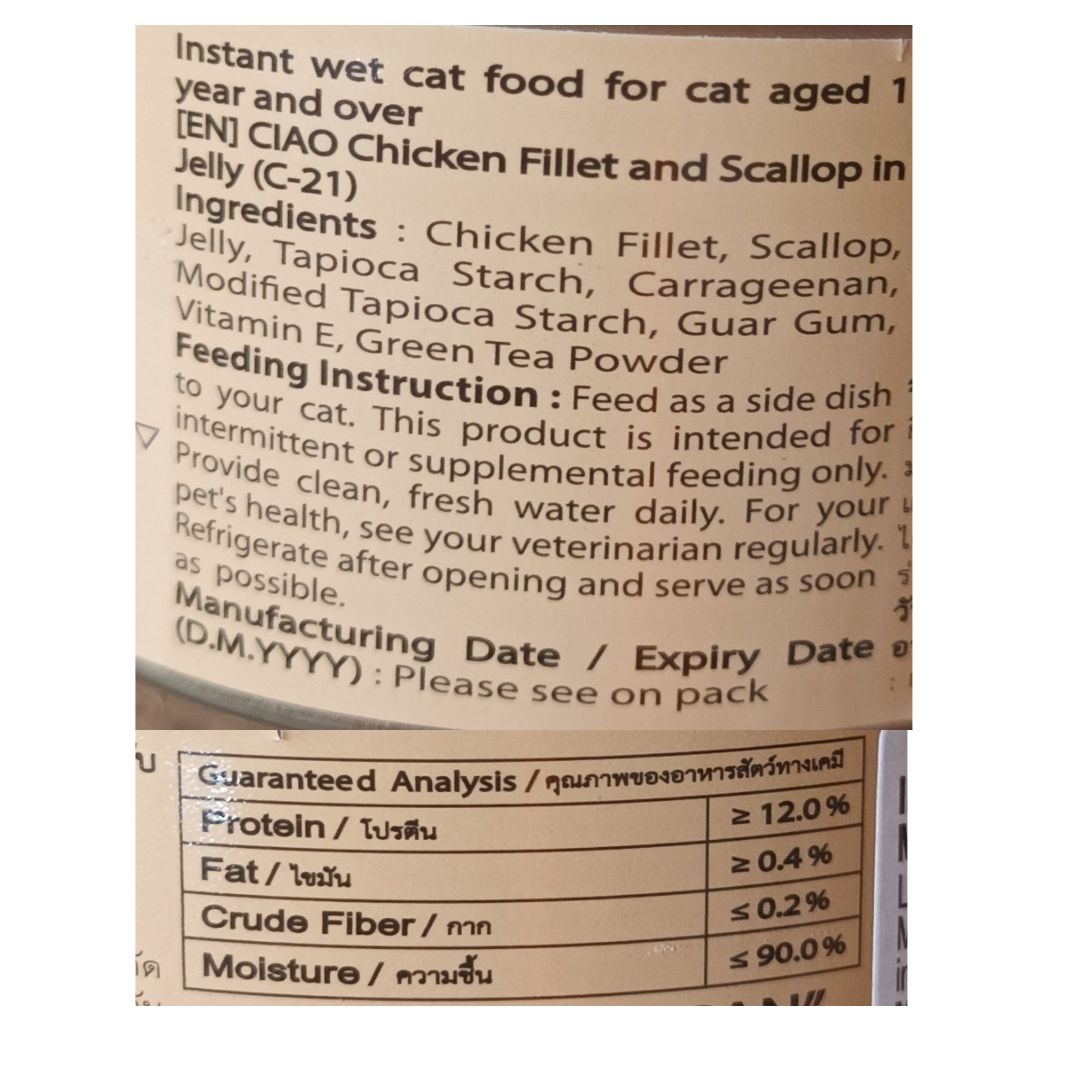 Instant wet cat food for cat aged 1
year and over
[EN] CIAO Chicken Fillet and Scallop in
Jelly (C-21)
Ingredients : Chicken Fillet, Scallop,
Jelly, Tapioca Starch, Carrageenan,
Modified Tapioca Starch, Guar Gum,
Vitamin E, Green Tea Powder
Feeding Instruction : Feed as a side dish
to your cat. This product is intended for
intermittent or supplemental feeding only.
Provide clean, fresh water daily. For your
pet's health, see your veterinarian regularly.
Refrigerate after opening and serve as soon
as possible.
Manufacturing Date / Expiry Date
(D.M.YYYY) : Please see on pack
Guaranteed Analysis / คุณภาพของอาหารสัตว์ทางเคมี
Protein / โปรตีน ≥ 12.0 %
Fat / ไขมัน ≥ 0.4 %
Crude Fiber / กาก ≤ 0.2 %
Moisture / ความชื้น ≤ 90.0 %